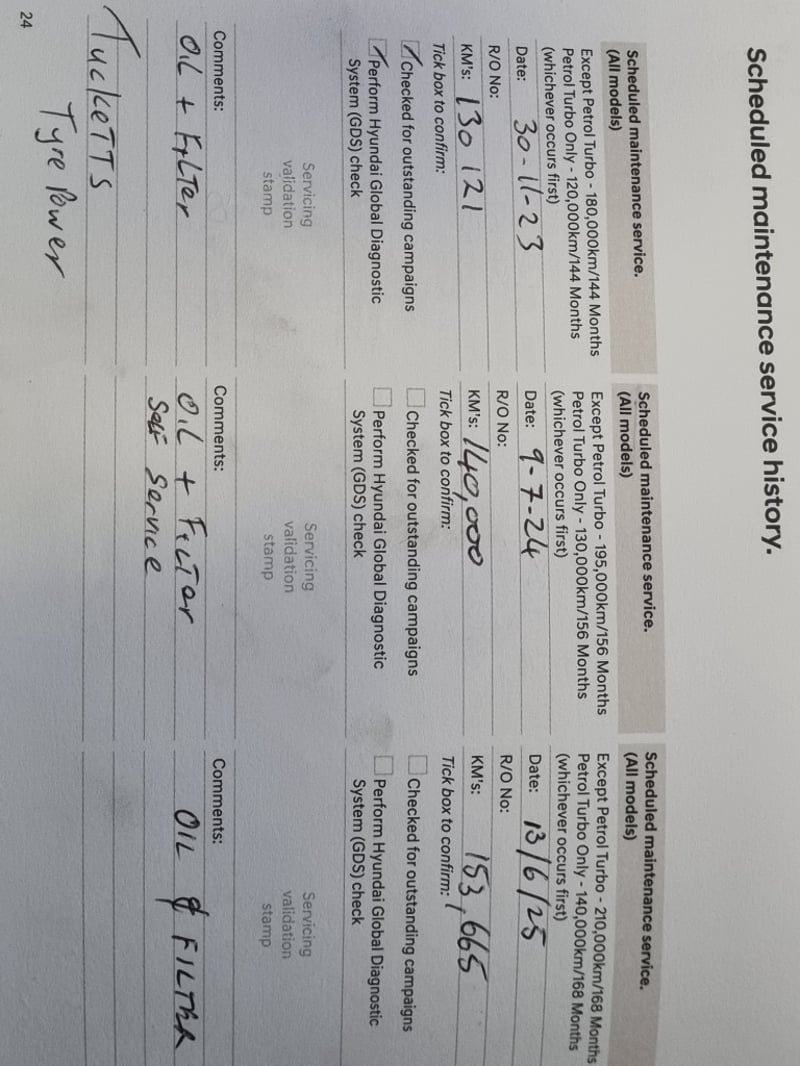 Scheduled maintenance service history.
Scheduled maintenance service.
(All models)
Except Petrol Turbo - 180,000km/144 Months
Petrol Turbo Only - 120,000km/144 Months
(whichever occurs first)
Date: 30-11-23
R/O No:
KM's: 130 121
Tick box to confirm:
Checked for outstanding campaigns
Perform Hyundai Global Diagnostic
System (GDS) check
Servicing
validation
stamp
Comments:
OIL + FILTer
TuckeTTS
Tyre Power
Scheduled maintenance service.
(All models)
Except Petrol Turbo - 195,000km/156 Months
Petrol Turbo Only - 130,000km/156 Months
(whichever occurs first)
Date: 9-7-24
R/O No:
KM's: 140,000
Tick box to confirm:
Checked for outstanding campaigns
Perform Hyundai Global Diagnostic
System (GDS) check
Servicing
validation
stamp
Comments:
OIL + FILTer
Self Service
Scheduled maintenance service.
(All models)
Except Petrol Turbo - 210,000km/168 Months
Petrol Turbo Only - 140,000km/168 Months
(whichever occurs first)
Date: 13/6/25
R/O No:
KM's: 153,665
Tick box to confirm:
Checked for outstanding campaigns
Perform Hyundai Global Diagnostic
System (GDS) check
Servicing
validation
stamp
Comments:
OIL & FILTER
24